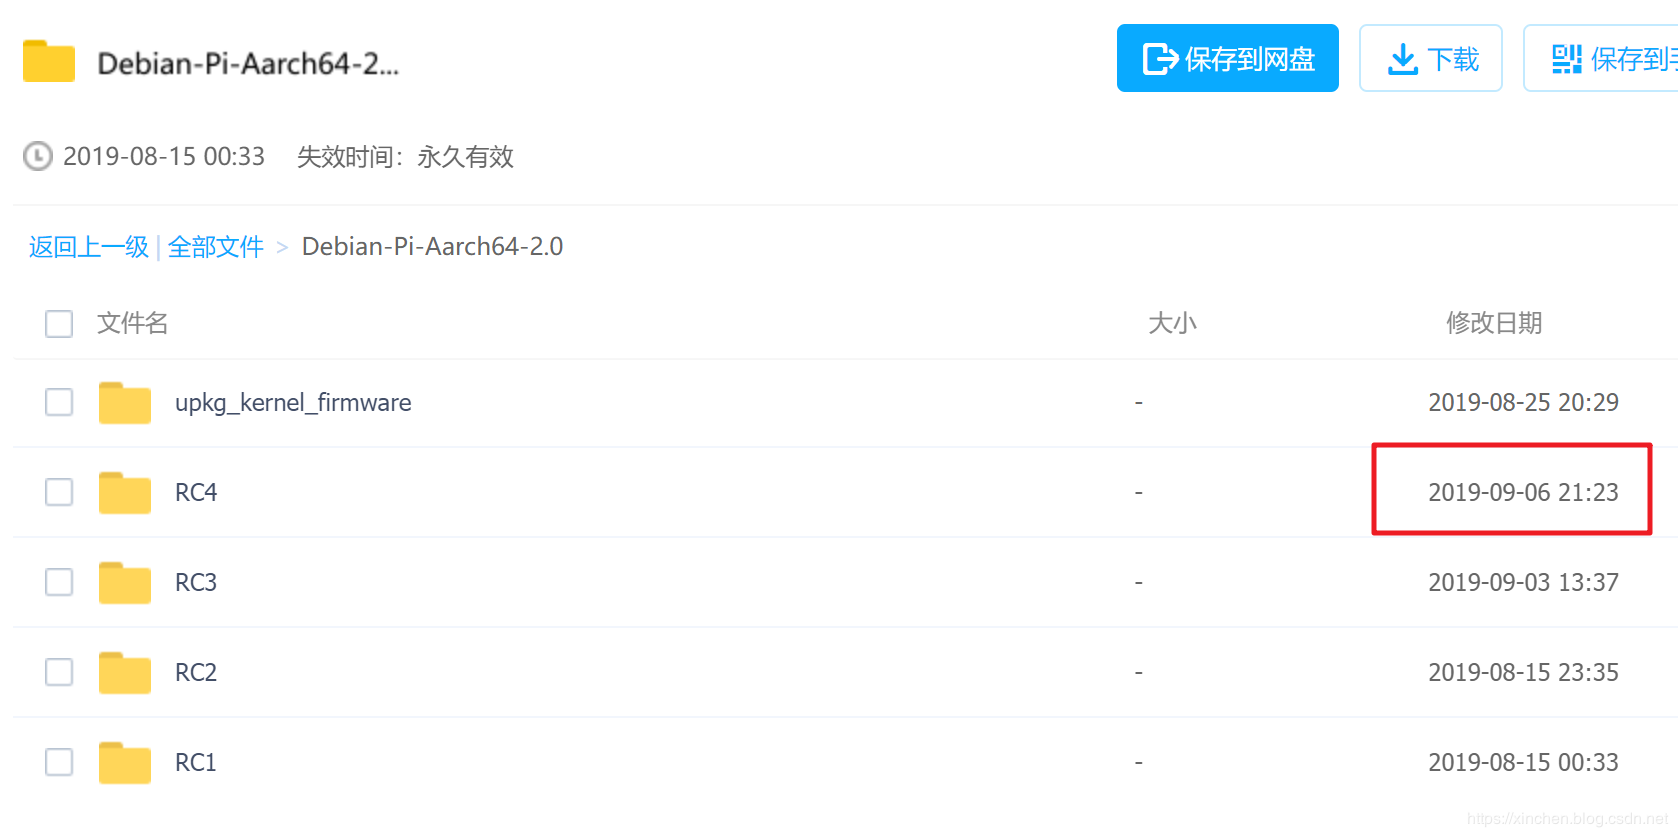 Debian-Pi-Aarch64-2...
保存到网盘 下载 保存到手
2019-08-15 00:33 失效时间：永久有效
返回上一级 | 全部文件 > Debian-Pi-Aarch64-2.0
文件名 大小 修改日期
upkg_kernel_firmware - 2019-08-25 20:29
RC4 - 2019-09-06 21:23
RC3 - 2019-09-03 13:37
RC2 - 2019-08-15 23:35
RC1 - 2019-08-15 00:33
https://xinchen.blog.csdn.net